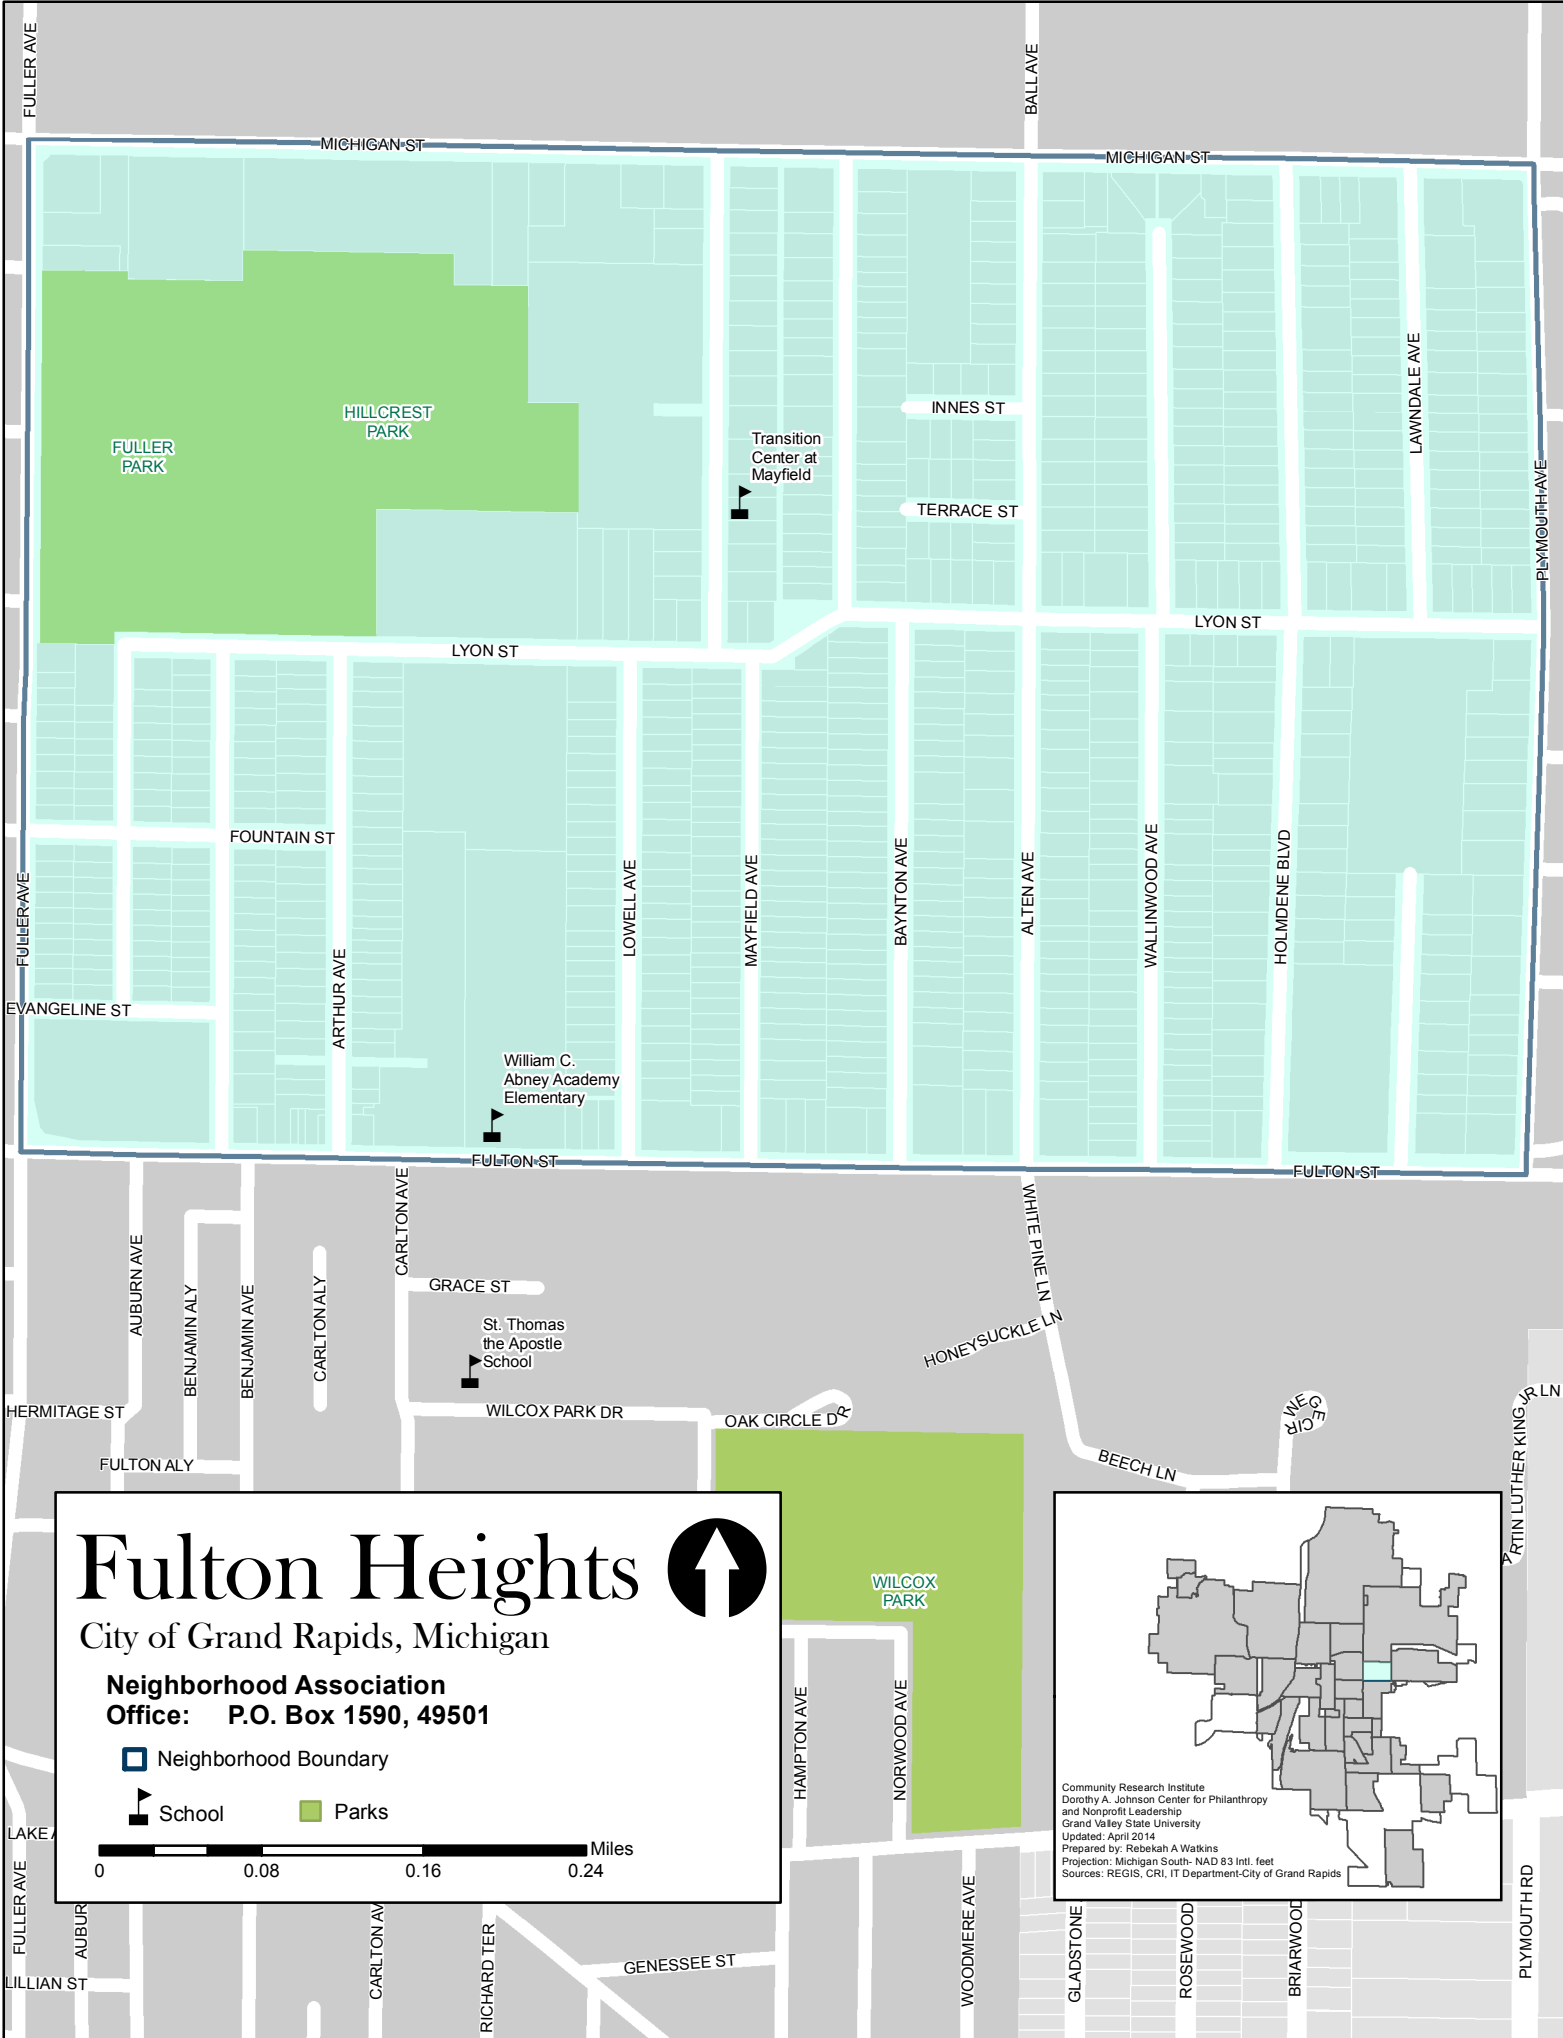 FULLER AVE
BALL AVE
MICHIGAN ST
MICHIGAN ST
HILLCREST
PARK
FULLER
PARK
INNES ST
LAWNDALE AVE
Transition
Center at
Mayfield
TERRACE ST
PLYMOUTH AVE
LYON ST
LYON ST
FOUNTAIN ST
FULLER AVE
LOWELL AVE
MAYFIELD AVE
BAYNTON AVE
ALTEN AVE
WALLINWOOD AVE
HOLMDENE BLVD
ARTHUR AVE
EVANGELINE ST
William C.
Abney Academy
Elementary
FULTON ST
FULTON ST
AUBURN AVE
BENJAMIN ALY
BENJAMIN AVE
CARLTON ALY
CARLTON AVE
GRACE ST
WHITE PINE LN
HONEYSUCKLE LN
St. Thomas
the Apostle
School
HERMITAGE ST
WILCOX PARK DR
OAK CIRCLE DR
FULTON ALY
BEECH LN
EMGECIR
ARTIN LUTHER KING JR LN
WILCOX
PARK
Fulton Heights
City of Grand Rapids, Michigan
Neighborhood Association
Office: P.O. Box 1590, 49501
Neighborhood Boundary
School
Parks
Miles
0 0.08 0.16 0.24
HAMPTON AVE
NORWOOD AVE
Community Research Institute
Dorothy A. Johnson Center for Philanthropy
and Nonprofit Leadership
Grand Valley State University
Updated: April 2014
Prepared by: Rebekah A Watkins
Projection: Michigan South- NAD 83 Intl. feet
Sources: REGIS, CRI, IT Department-City of Grand Rapids
LAKE A
FULLER AVE
AUBUR
CARLTON AV
RICHARD TER
GENESSEE ST
WOODMERE AVE
GLADSTONE
ROSEWOOD
BRIARWOOD
PLYMOUTH RD
LILLIAN ST